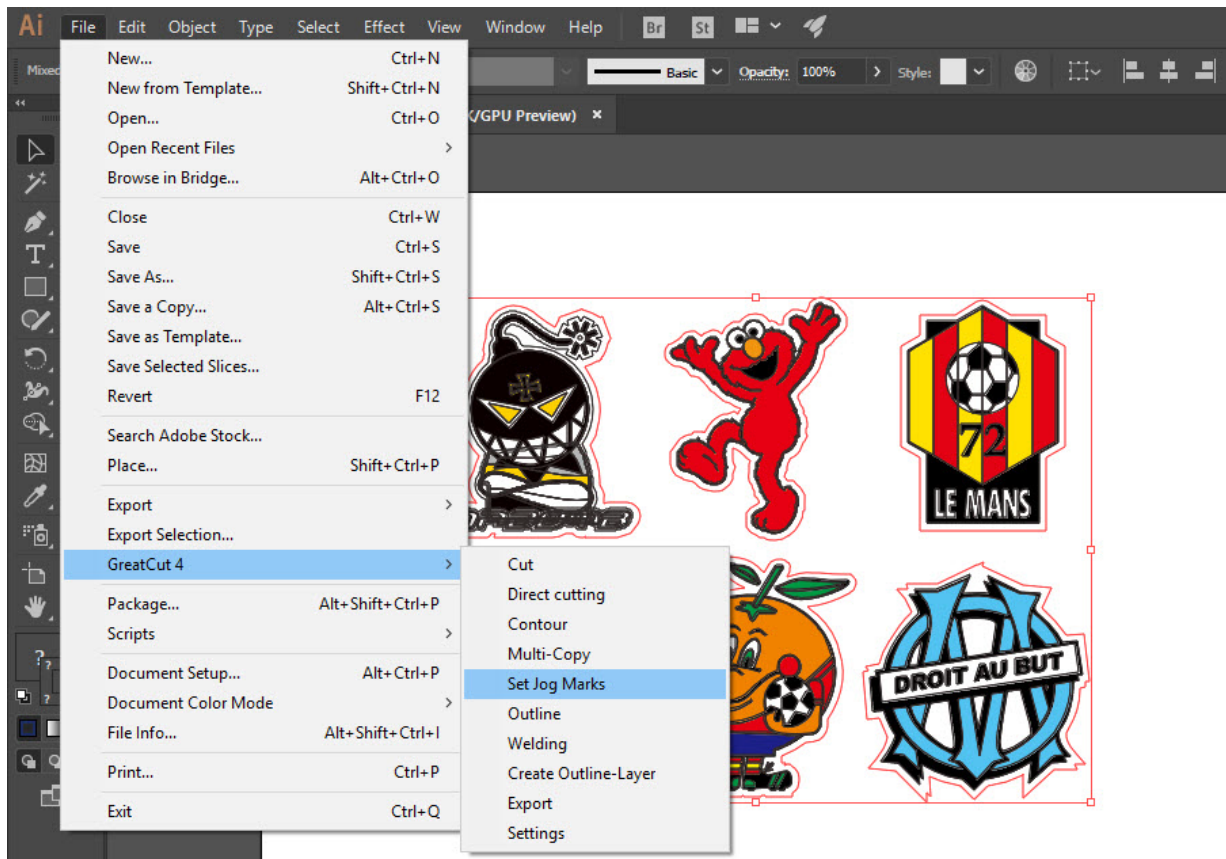 Ai File Edit Object Type Select Effect View Window Help Br St
Mixed Basic Opacity: 100% Style:
/GPU Preview) ×
New... Ctrl+N
New from Template... Shift+Ctrl+N
Open... Ctrl+O
Open Recent Files
Browse in Bridge... Alt+Ctrl+O
Close Ctrl+W
Save Ctrl+S
Save As... Shift+Ctrl+S
Save a Copy... Alt+Ctrl+S
Save as Template...
Save Selected Slices...
Revert F12
Search Adobe Stock...
Place... Shift+Ctrl+P
Export
Export Selection...
GreatCut 4
Package... Alt+Shift+Ctrl+P
Scripts
Document Setup... Alt+Ctrl+P
Document Color Mode
File Info... Alt+Shift+Ctrl+I
Print... Ctrl+P
Exit Ctrl+Q
Cut
Direct cutting
Contour
Multi-Copy
Set Jog Marks
Outline
Welding
Create Outline-Layer
Export
Settings
72
LE MANS
DROIT AU BUT